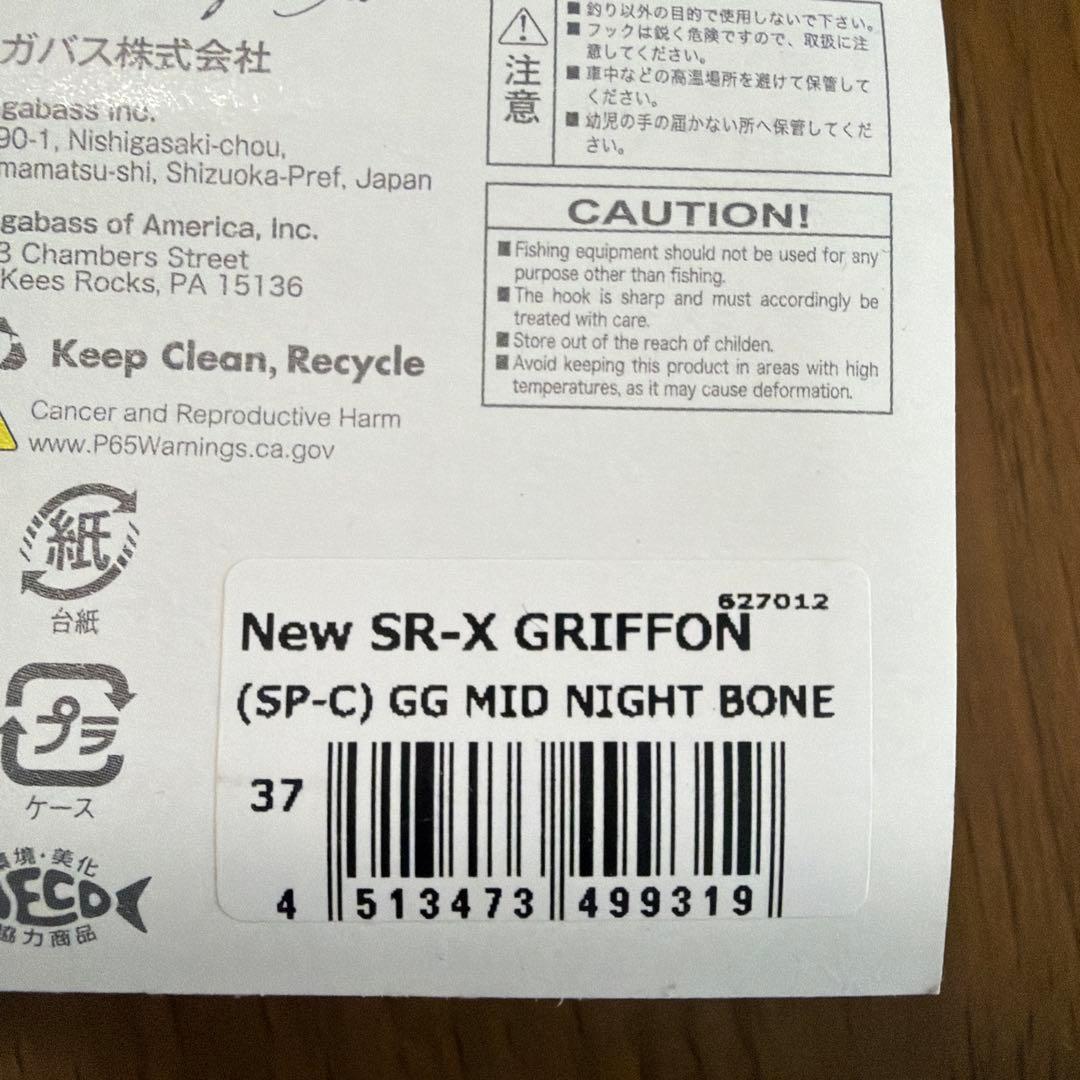 ガバス株式会社
gabass inc.
90-1, Nishigasaki-chou,
mamatsu-shi, Shizuoka-Pref, Japan
gabass of America, Inc.
3 Chambers Street
Kees Rocks, PA 15136
Keep Clean, Recycle
Cancer and Reproductive Harm
www.P65Warnings.ca.gov
紙
台紙
プラ
ケース
環境・美化
ECO
協力商品
注意
■釣り以外の目的で使用しないで下さい。
■フックは鋭く危険ですので、取扱に注
意してください。
■車中などの高温場所を避けて保管して
ください。
■幼児の手の届かない所へ保管してくだ
さい。
CAUTION!
■Fishing equipment should not be used for any
purpose other than fishing.
■The hook is sharp and must accordingly be
treated with care.
■Store out of the reach of childen.
■Avoid keeping this product in areas with high
temperatures, as it may cause deformation.
627012
New SR-X GRIFFON
(SP-C) GG MID NIGHT BONE
37
4 513473 499319